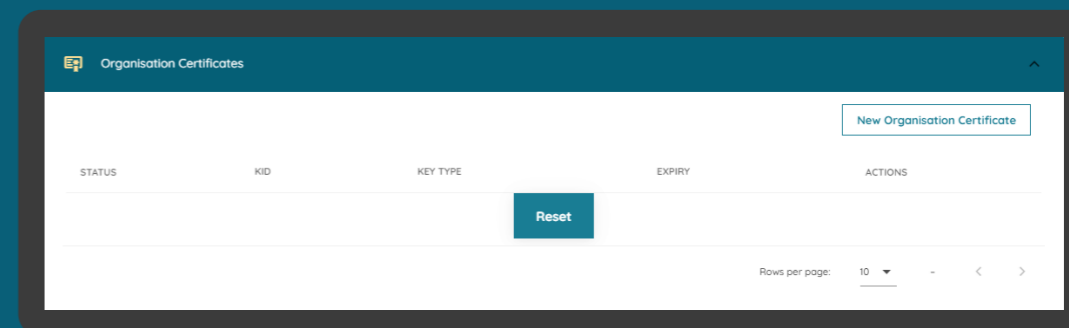 Organisation Certificates
New Organisation Certificate
STATUS KID KEY TYPE EXPIRY ACTIONS
Reset
Rows per page: 10 -